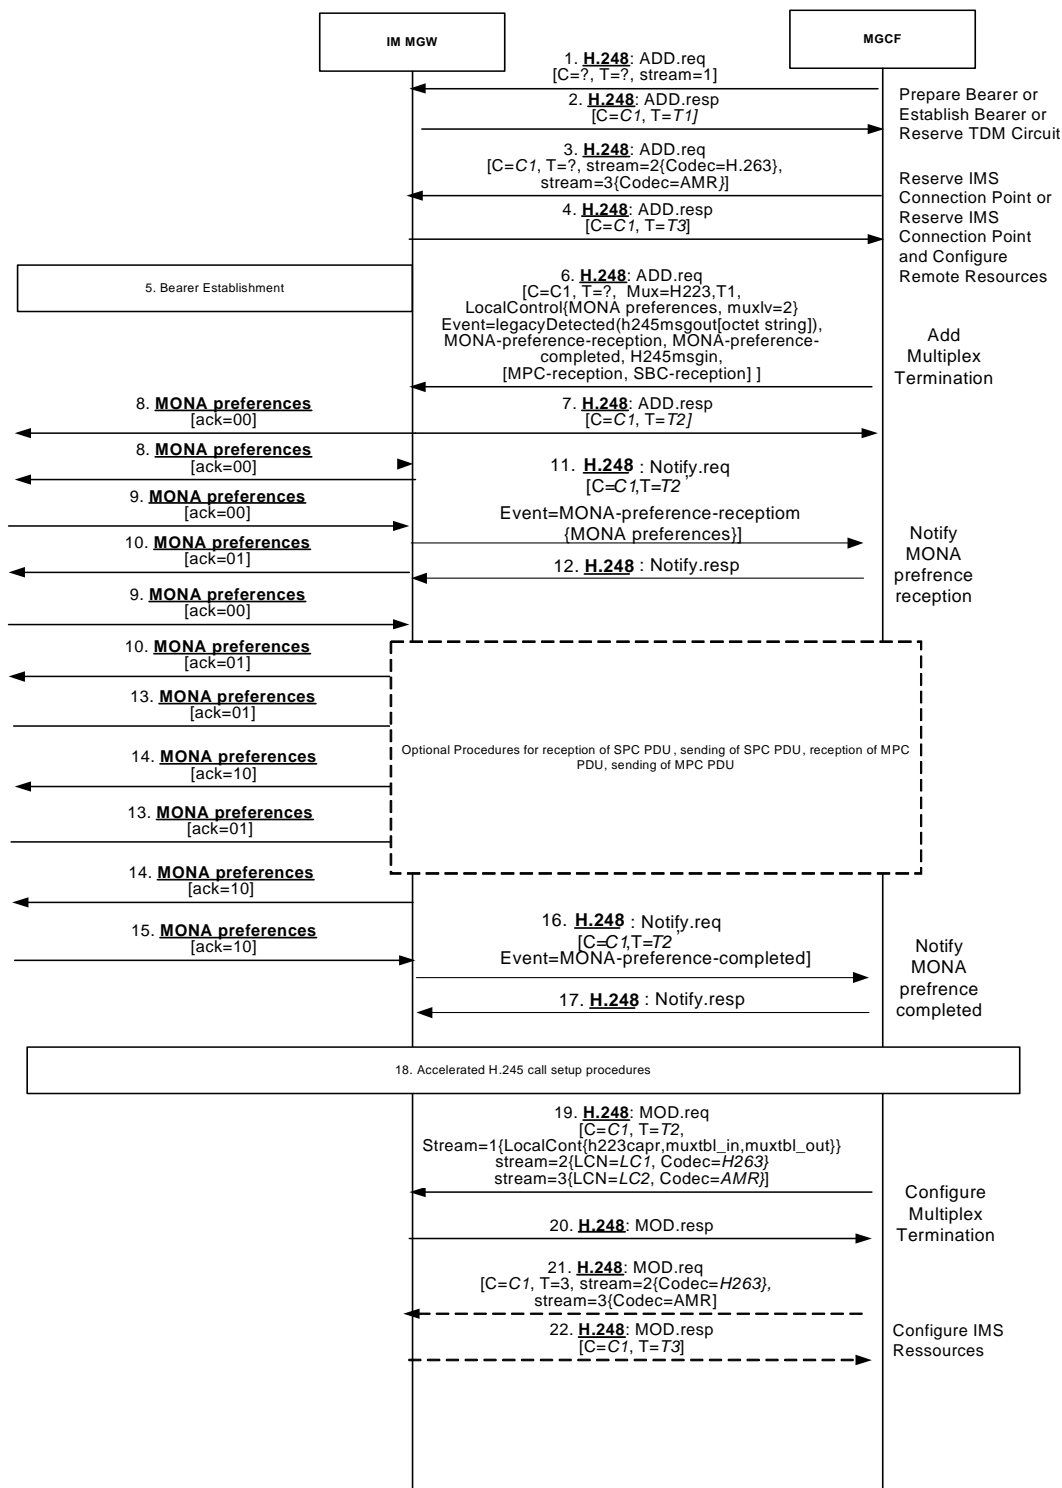 IM MGW
MGCF
1. H.248: ADD.req
[C=?, T=?, stream=1]
2. H.248: ADD.resp
[C=C1, T=T1]
Prepare Bearer or
Establish Bearer or
Reserve TDM Circuit
3. H.248: ADD.req
[C=C1, T=?, stream=2{Codec=H.263},
stream=3{Codec=AMR}]
4. H.248: ADD.resp
[C=C1, T=T3]
Reserve IMS
Connection Point or
Reserve IMS
Connection Point
and Configure
Remote Resources
5. Bearer Establishment
6. H.248: ADD.req
[C=C1, T=?, Mux=H223,T1,
LocalControl{MONA preferences, muxlv=2}
Event=legacyDetected(h245msgout[octet string]),
MONA-preference-reception, MONA-preference-
completed, H245msgin,
[MPC-reception, SBC-reception] ]
Add
Multiplex
Termination
8. MONA preferences
[ack=00]
7. H.248: ADD.resp
[C=C1, T=T2]
8. MONA preferences
[ack=00]
11. H.248 : Notify.req
[C=C1,T=T2,
Event=MONA-preference-receptiom
{MONA preferences}]
9. MONA preferences
[ack=00]
10. MONA preferences
[ack=01]
12. H.248 : Notify.resp
Notify
MONA
prefrence
reception
9. MONA preferences
[ack=00]
10. MONA preferences
[ack=01]
13. MONA preferences
[ack=01]
Optional Procedures for reception of SPC PDU, sending of SPC PDU, reception of MPC
PDU, sending of MPC PDU
14. MONA preferences
[ack=10]
13. MONA preferences
[ack=01]
14. MONA preferences
[ack=10]
15. MONA preferences
[ack=10]
16. H.248 : Notify.req
[C=C1,T=T2,
Event=MONA-preference-completed]
17. H.248 : Notify.resp
Notify
MONA
prefrence
completed
18. Accelerated H.245 call setup procedures
19. H.248: MOD.req
[C=C1, T=T2,
Stream=1{LocalCont{h223capr,muxtbl_in,muxtbl_out}}
stream=2{LCN=LC1, Codec=H263}
stream=3{LCN=LC2, Codec=AMR}]
20. H.248: MOD.resp
Configure
Multiplex
Termination
21. H.248: MOD.req
[C=C1, T=3, stream=2{Codec=H263},
stream=3{Codec=AMR]
22. H.248: MOD.resp
[C=C1, T=T3]
Configure IMS
Ressources